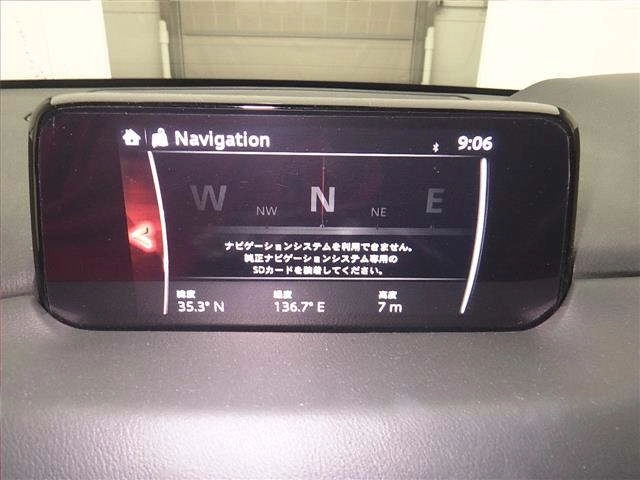 Navigation
9:06
W NW N NE E
ナビゲーションシステムを利用できません。
純正ナビゲーションシステム専用の
SDカードを装着してください。
緯度 経度 高度
35.3° N 136.7° E 7 m